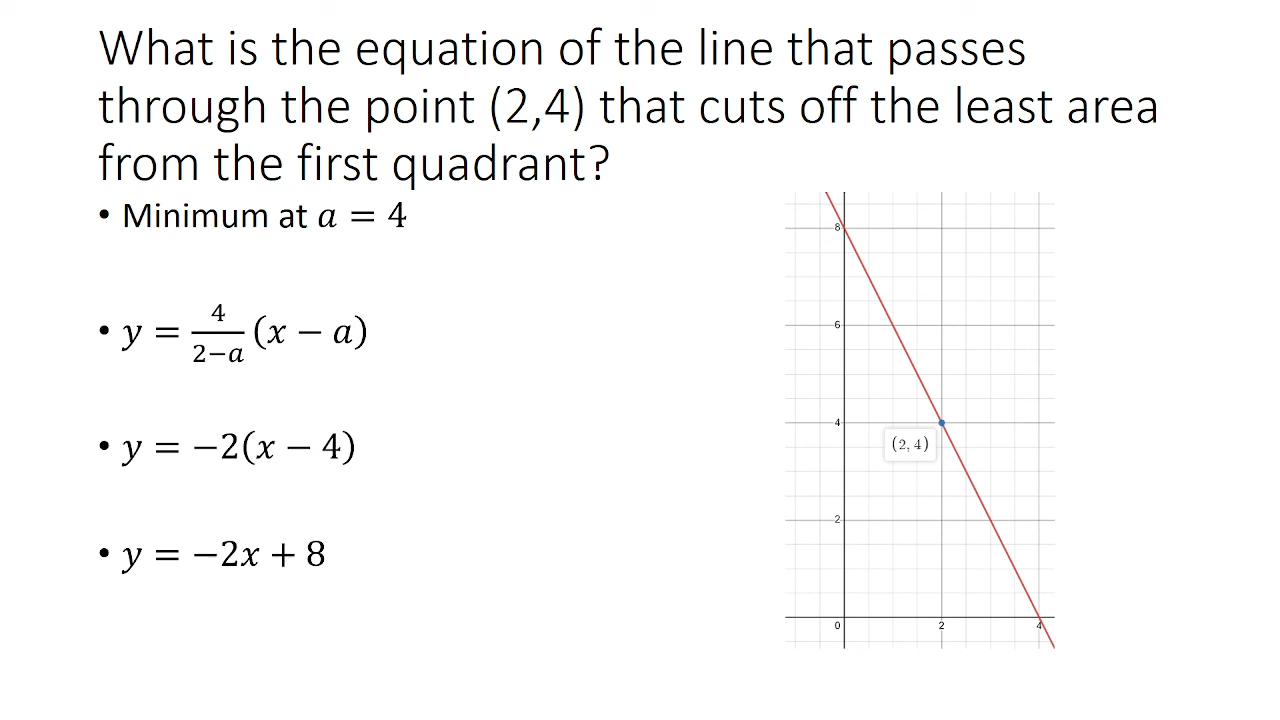 What is the equation of the line that passes
through the point (2,4) that cuts off the least area
from the first quadrant?
• Minimum at 𝑎 = 4
• 𝑦 = 4/(2−𝑎) (𝑥 − 𝑎)
• 𝑦 = −2(𝑥 − 4)
• 𝑦 = −2𝑥 + 8
8
6
4
(2, 4)
2
0 2 4